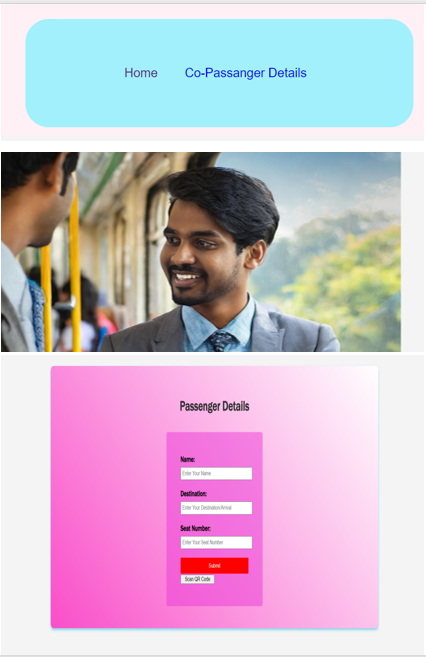 Home Co-Passanger Details
Passenger Details
Name:
Enter Your Name
Destination:
Enter Your Destination/Arrival
Seat Number:
Enter Your Seat Number
Submit
Scan QR Code